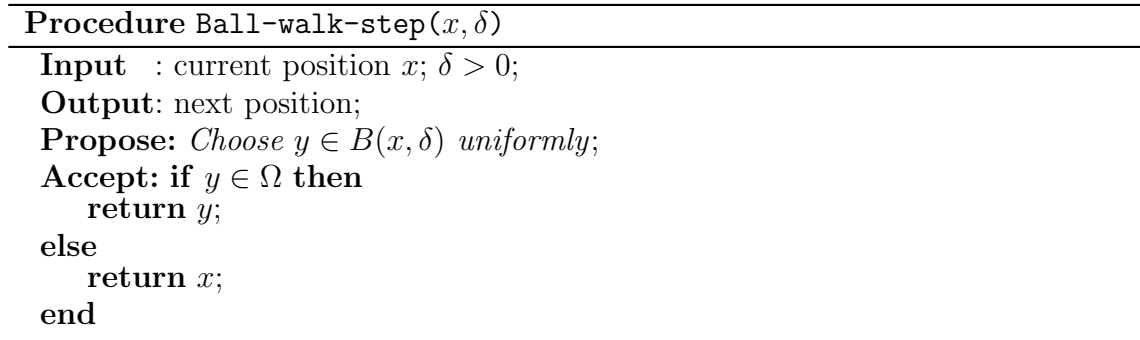 Procedure Ball-walk-step(x, δ)
Input : current position x; δ > 0;
Output: next position;
Propose: Choose y ∈ B(x, δ) uniformly;
Accept: if y ∈ Ω then
return y;
else
return x;
end